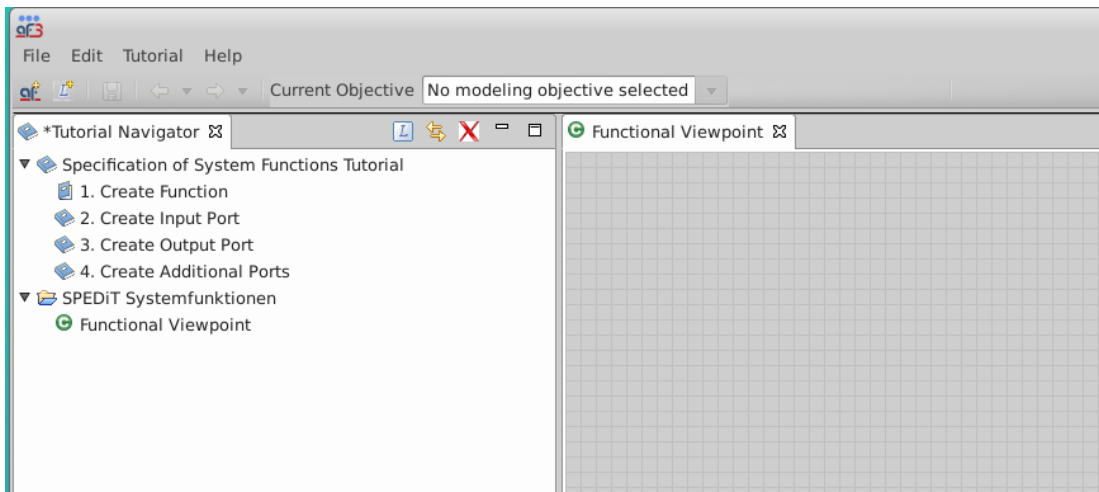 af3
File Edit Tutorial Help
Current Objective No modeling objective selected
*Tutorial Navigator
Functional Viewpoint
Specification of System Functions Tutorial
1. Create Function
2. Create Input Port
3. Create Output Port
4. Create Additional Ports
SPEDiT Systemfunktionen
Functional Viewpoint